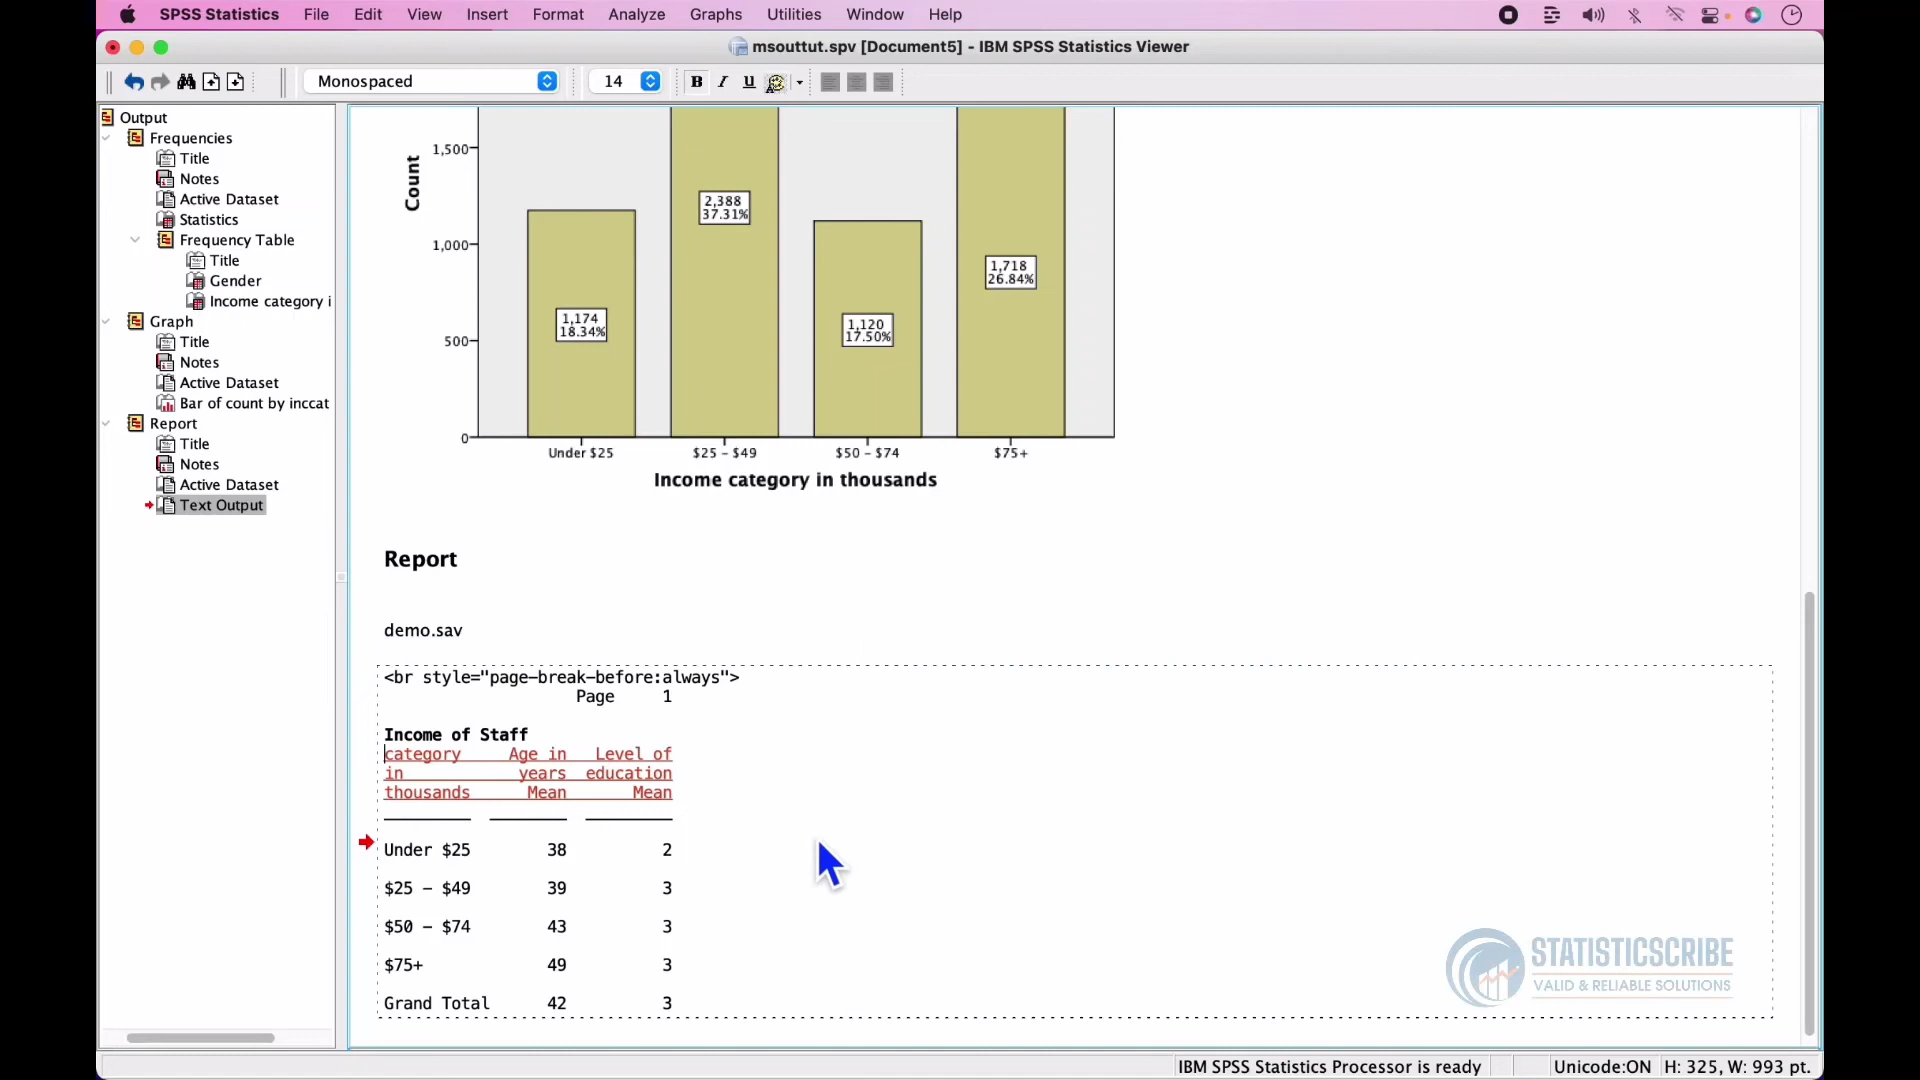 SPSS Statistics File Edit View Insert Format Analyze Graphs Utilities Window Help
msouttut.spv [Document5] - IBM SPSS Statistics Viewer
Monospaced 14 B I U
Output
Frequencies
Title
Notes
Active Dataset
Statistics
Frequency Table
Title
Gender
Income category i
Graph
Title
Notes
Active Dataset
Bar of count by inccat
Report
Title
Notes
Active Dataset
Text Output
Count
1,500
1,000
500
0
1,174
18.34%
2,388
37.31%
1,120
17.50%
1,718
26.84%
Under $25 $25 - $49 $50 - $74 $75+
Income category in thousands
Report
demo.sav
<br style="page-break-before:always">
Page 1
Income of Staff
category Age in Level of
in years education
thousands Mean Mean
Under $25 38 2
$25 - $49 39 3
$50 - $74 43 3
$75+ 49 3
Grand Total 42 3
STATISTICSCRIBE
VALID & RELIABLE SOLUTIONS
IBM SPSS Statistics Processor is ready Unicode:ON H: 325, W: 993 pt.